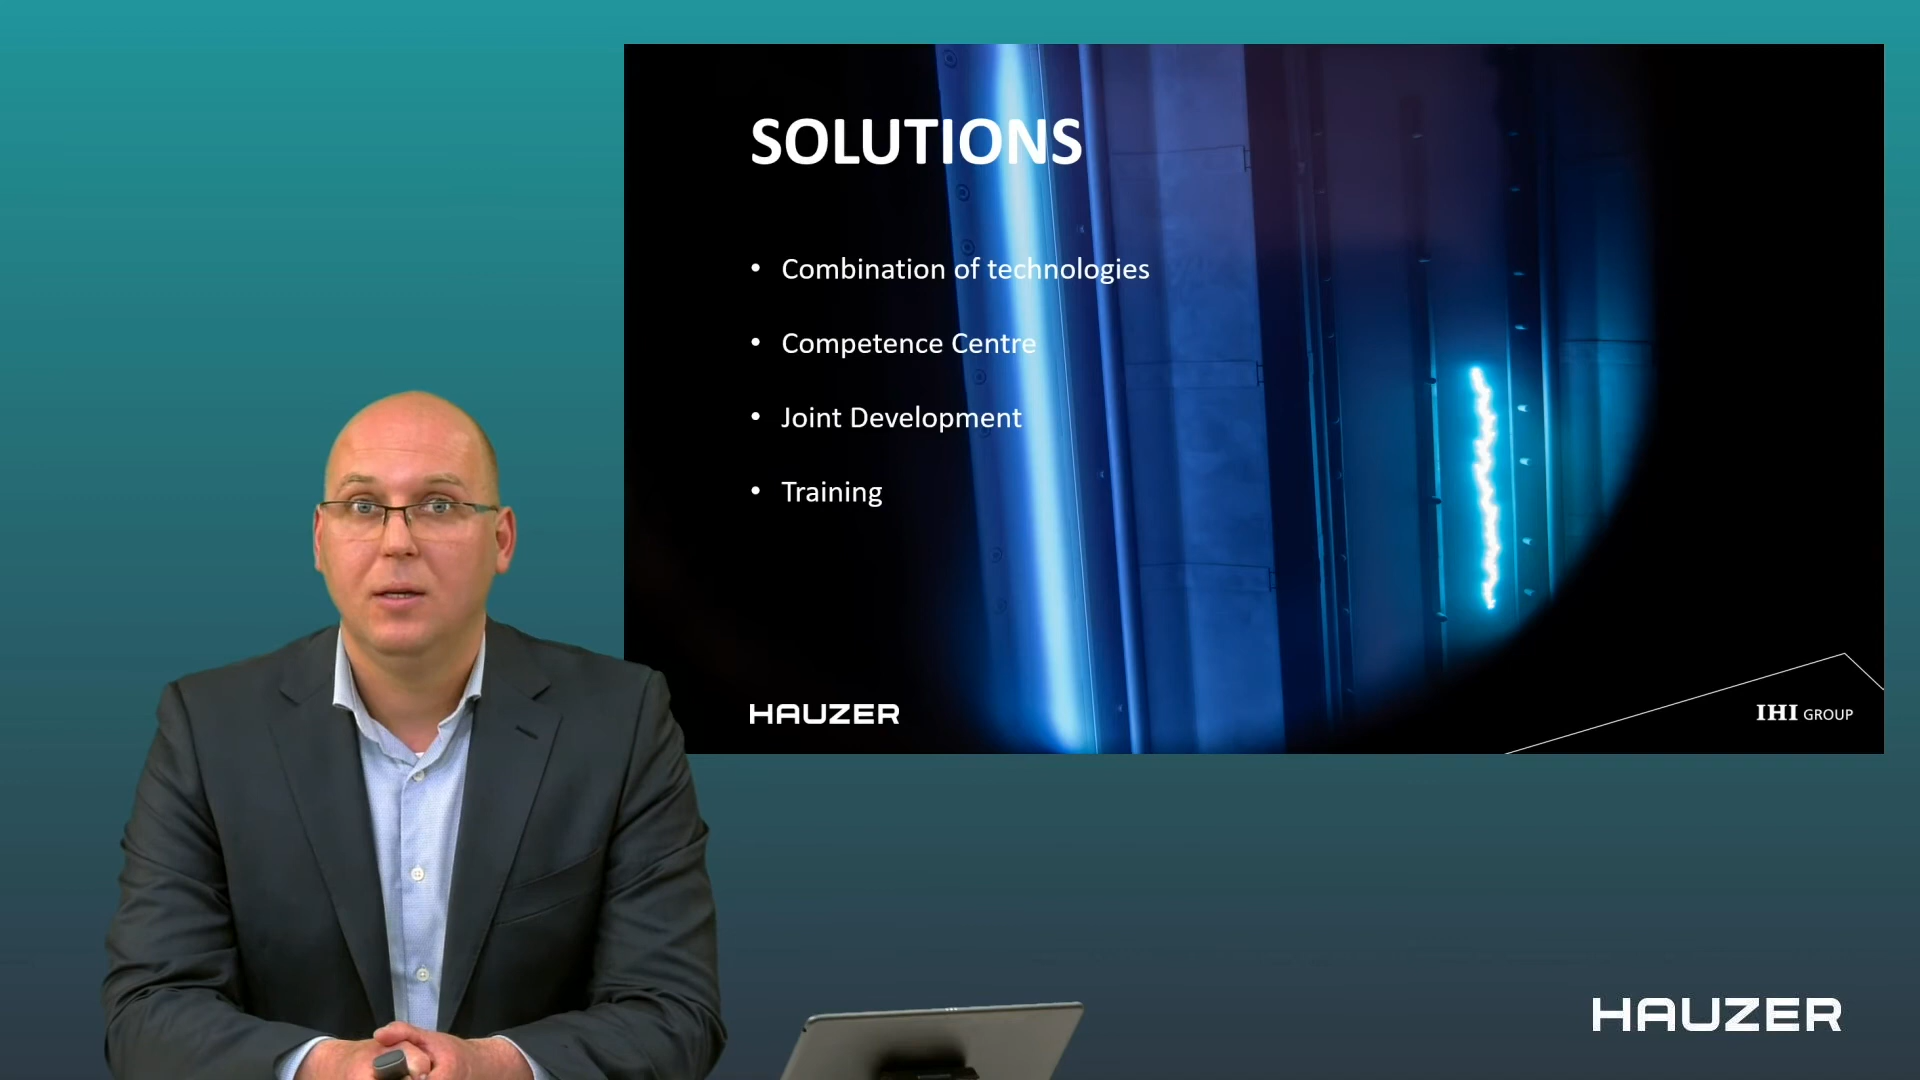 SOLUTIONS
• Combination of technologies
• Competence Centre
• Joint Development
• Training
HAUZER
IHI GROUP
HAUZER